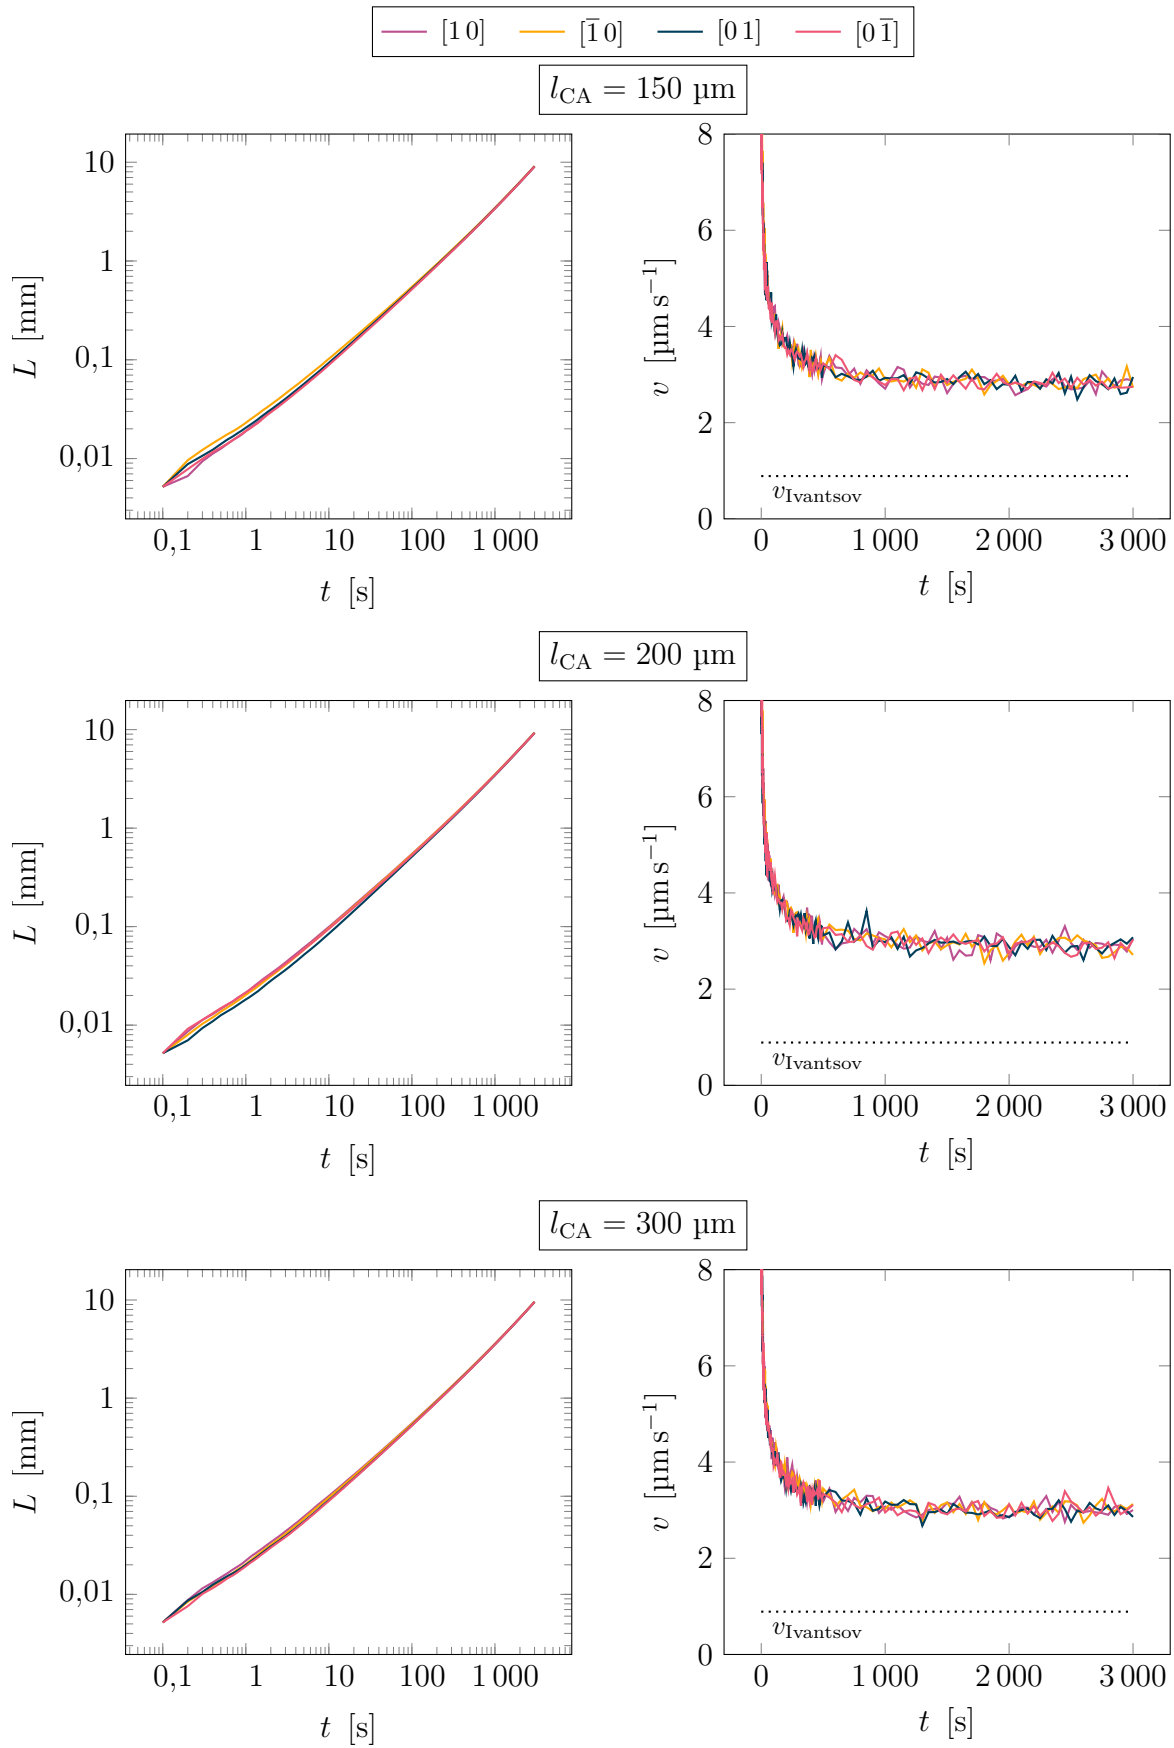 [1 0] [1̅ 0] [0 1] [0 1̅]
l_CA = 150 µm
10
1
0,1
0,01
L [mm]
0,1 1 10 100 1 000
t [s]
8
6
4
2
0
v [µm s⁻¹]
v_Ivantsov
0 1 000 2 000 3 000
t [s]
l_CA = 200 µm
10
1
0,1
0,01
L [mm]
0,1 1 10 100 1 000
t [s]
8
6
4
2
0
v [µm s⁻¹]
v_Ivantsov
0 1 000 2 000 3 000
t [s]
l_CA = 300 µm
10
1
0,1
0,01
L [mm]
0,1 1 10 100 1 000
t [s]
8
6
4
2
0
v [µm s⁻¹]
v_Ivantsov
0 1 000 2 000 3 000
t [s]